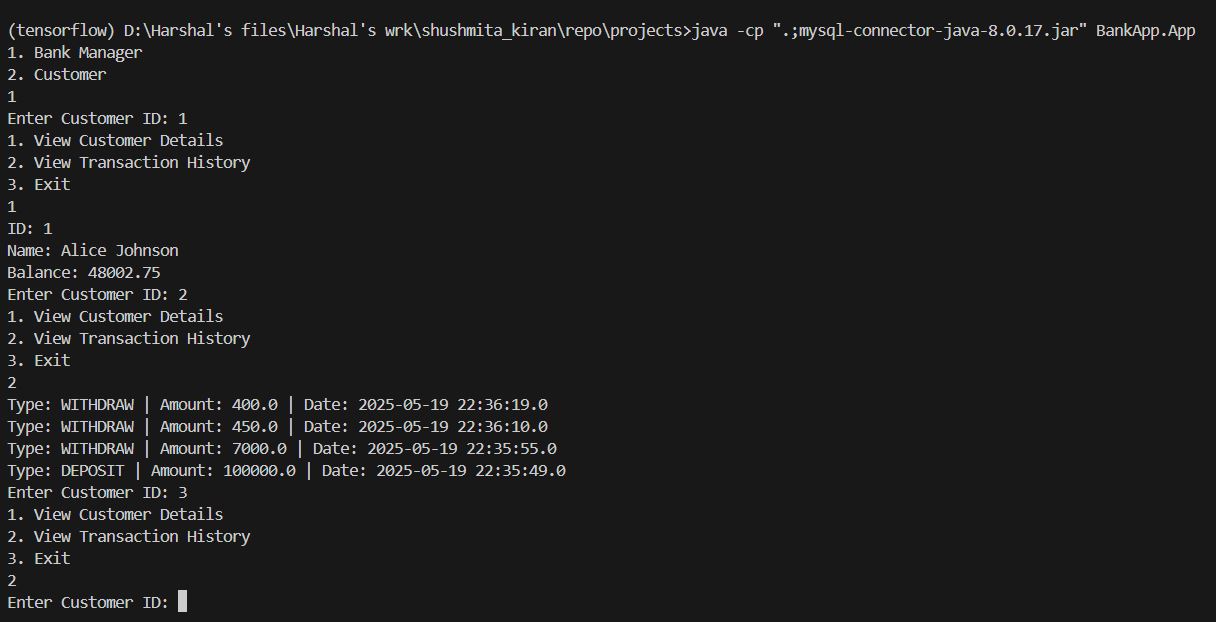 (tensorflow) D:\Harshal's files\Harshal's wrk\shushmita_kiran\repo\projects>java -cp ".;mysql-connector-java-8.0.17.jar" BankApp.App
1. Bank Manager
2. Customer
1
Enter Customer ID: 1
1. View Customer Details
2. View Transaction History
3. Exit
1
ID: 1
Name: Alice Johnson
Balance: 48002.75
Enter Customer ID: 2
1. View Customer Details
2. View Transaction History
3. Exit
2
Type: WITHDRAW | Amount: 400.0 | Date: 2025-05-19 22:36:19.0
Type: WITHDRAW | Amount: 450.0 | Date: 2025-05-19 22:36:10.0
Type: WITHDRAW | Amount: 7000.0 | Date: 2025-05-19 22:35:55.0
Type: DEPOSIT | Amount: 100000.0 | Date: 2025-05-19 22:35:49.0
Enter Customer ID: 3
1. View Customer Details
2. View Transaction History
3. Exit
2
Enter Customer ID: